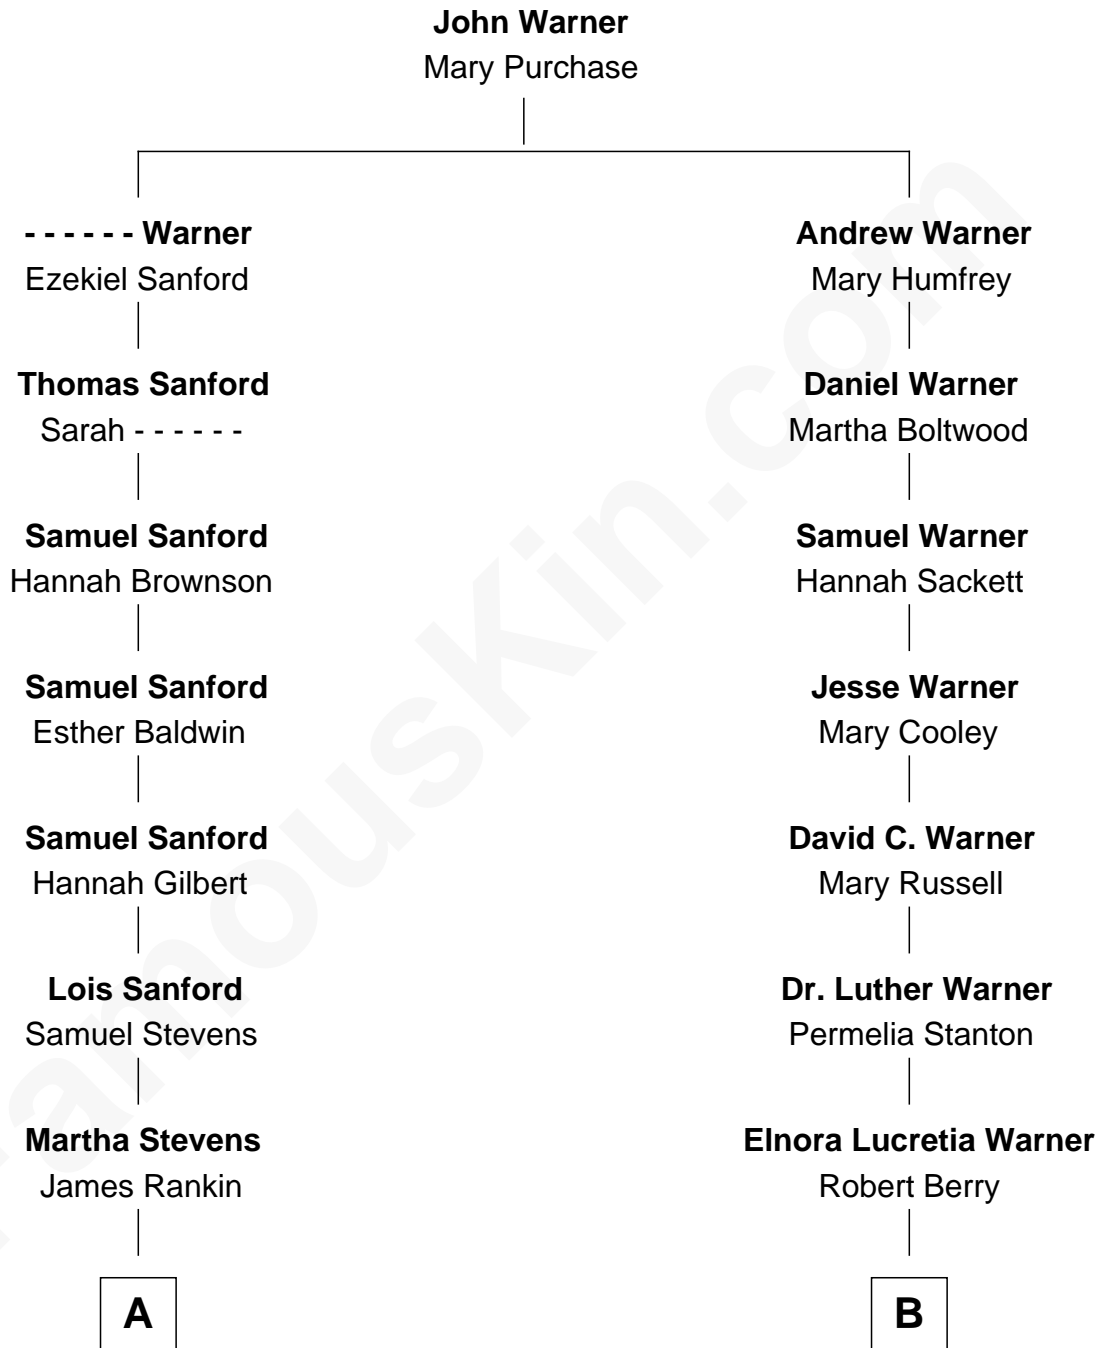 John Warner
Mary Purchase
- - - - - - Warner
Ezekiel Sanford
Andrew Warner
Mary Humfrey
Thomas Sanford
Sarah - - - - - -
Daniel Warner
Martha Boltwood
Samuel Sanford
Hannah Brownson
Samuel Warner
Hannah Sackett
Samuel Sanford
Esther Baldwin
Jesse Warner
Mary Cooley
Samuel Sanford
Hannah Gilbert
David C. Warner
Mary Russell
Lois Sanford
Samuel Stevens
Dr. Luther Warner
Permelia Stanton
Martha Stevens
James Rankin
Elnora Lucretia Warner
Robert Berry
A
B
FamousKin.com